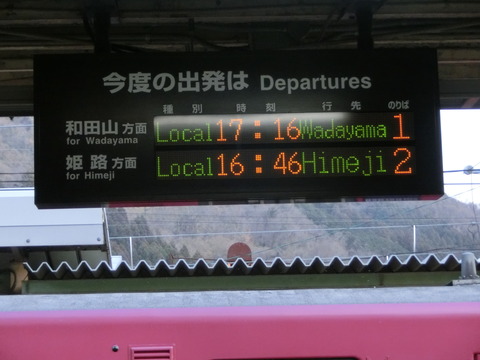 今度の出発は Departures
種別 時刻 行先 のりば
和田山方面 for Wadayama Local 17:16 Wadayama 1
姫路方面 for Himeji Local 16:46 Himeji 2